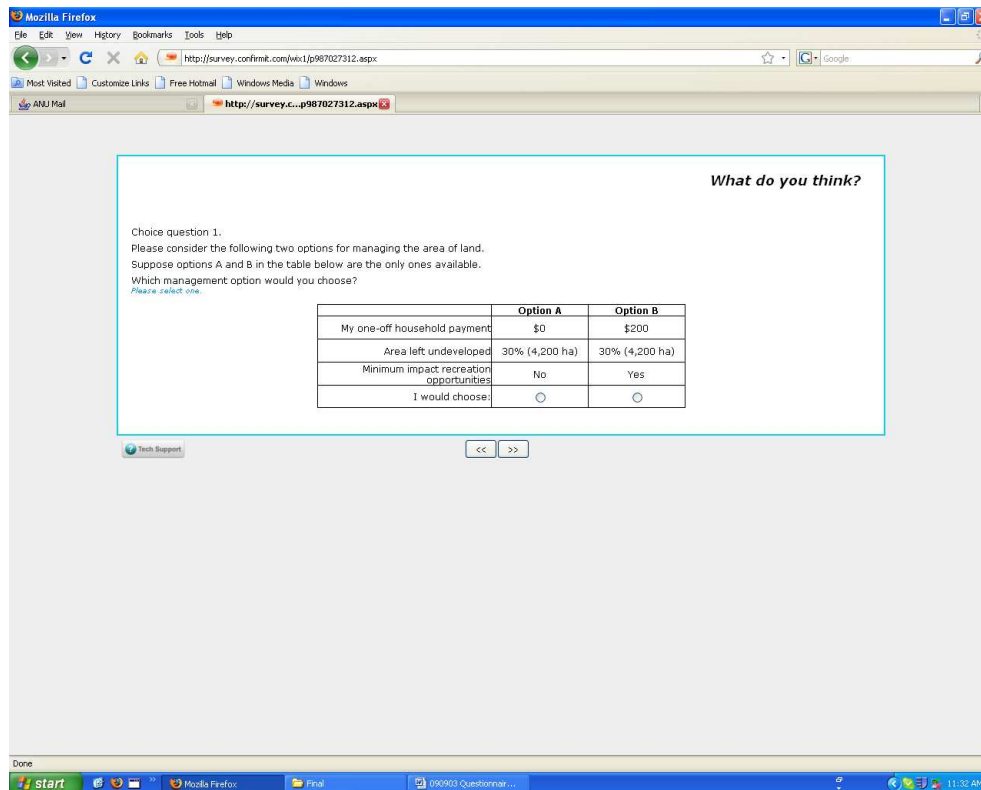 Mozilla Firefox
File Edit View History Bookmarks Tools Help
http://survey.confirmit.com/wix1/p987027312.aspx
Google
Most Visited Customize Links Free Hotmail Windows Media Windows
ANU Mail http://survey.c...p987027312.aspx
What do you think?
Choice question 1.
Please consider the following two options for managing the area of land.
Suppose options A and B in the table below are the only ones available.
Which management option would you choose?
Please select one.
Option A Option B
My one-off household payment $0 $200
Area left undeveloped 30% (4,200 ha) 30% (4,200 ha)
Minimum impact recreation
opportunities No Yes
I would choose:
Tech Support << >>
Done
start Mozilla Firefox Final 090903 Questionnair... 11:32 AM